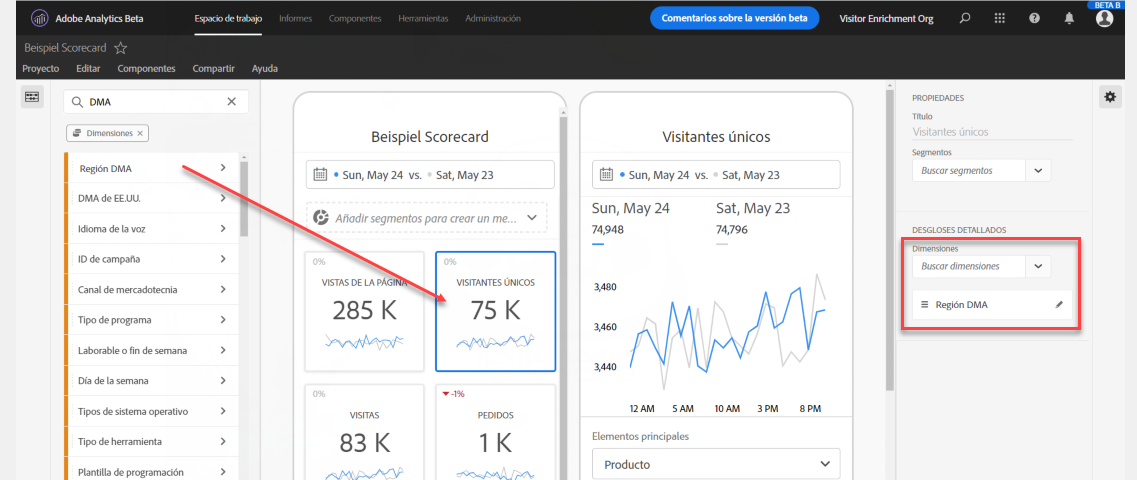 Adobe Analytics Beta
Espacio de trabajo
Informes
Componentes
Herramientas
Administración
Comentarios sobre la versión beta
Visitor Enrichment Org
BETA B
Beispiel Scorecard
Proyecto
Editar
Componentes
Compartir
Ayuda
DMA
Dimensiones
Región DMA
DMA de EE.UU.
Idioma de la voz
ID de campaña
Canal de mercadotecnia
Tipo de programa
Laborable o fin de semana
Día de la semana
Tipos de sistema operativo
Tipo de herramienta
Plantilla de programación
Beispiel Scorecard
Sun, May 24 vs. Sat, May 23
Añadir segmentos para crear un me...
0%
VISTAS DE LA PÁGINA
285 K
0%
VISITANTES ÚNICOS
75 K
0%
VISITAS
83 K
-1%
PEDIDOS
1 K
Visitantes únicos
Sun, May 24 vs. Sat, May 23
Sun, May 24
74,948
Sat, May 23
74,796
3,480
3,460
3,440
12 AM 5 AM 10 AM 3 PM 8 PM
Elementos principales
Producto
PROPIEDADES
Título
Visitantes únicos
Segmentos
Buscar segmentos
DESGLOSES DETALLADOS
Dimensiones
Buscar dimensiones
Región DMA